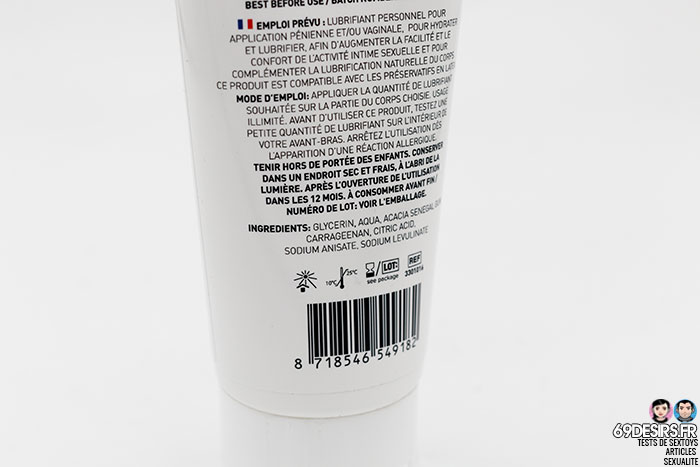 BEST BEFORE USE / BATCH NUMBER
EMPLOI PRÉVU : LUBRIFIANT PERSONNEL POUR
APPLICATION PÉNIENNE ET/OU VAGINALE, POUR HYDRATER
ET LUBRIFIER, AFIN D'AUGMENTER LA FACILITÉ ET LE
CONFORT DE L'ACTIVITÉ INTIME SEXUELLE ET POUR
COMPLÉMENTER LA LUBRIFICATION NATURELLE DU CORPS.
CE PRODUIT EST COMPATIBLE AVEC LES PRÉSERVATIFS EN LATEX
MODE D'EMPLOI: APPLIQUER LA QUANTITÉ DE LUBRIFIANT
SOUHAITÉE SUR LA PARTIE DU CORPS CHOISIE. USAGE
ILLIMITÉ. AVANT D'UTILISER CE PRODUIT, TESTEZ UNE
PETITE QUANTITÉ DE LUBRIFIANT SUR L'INTÉRIEUR DE
VOTRE AVANT-BRAS. ARRÊTEZ L'UTILISATION DÈS
L'APPARITION D'UNE RÉACTION ALLERGIQUE.
TENIR HORS DE PORTÉE DES ENFANTS. CONSERVER
DANS UN ENDROIT SEC ET FRAIS, À L'ABRI DE LA
LUMIÈRE. APRÈS L'OUVERTURE DE L'UTILISATION
DANS LES 12 MOIS. À CONSOMMER AVANT FIN /
NUMÉRO DE LOT: VOIR L'EMBALLAGE.
INGREDIENTS: GLYCERIN, AQUA, ACACIA SENEGAL GUM,
CARRAGEENAN, CITRIC ACID,
SODIUM ANISATE, SODIUM LEVULINATE
10°C 25°C / LOT: REF
see package 3301016
8 718546 549182
69DESIRS.FR
TESTS DE SEXTOYS
ARTICLES
SEXUALITE